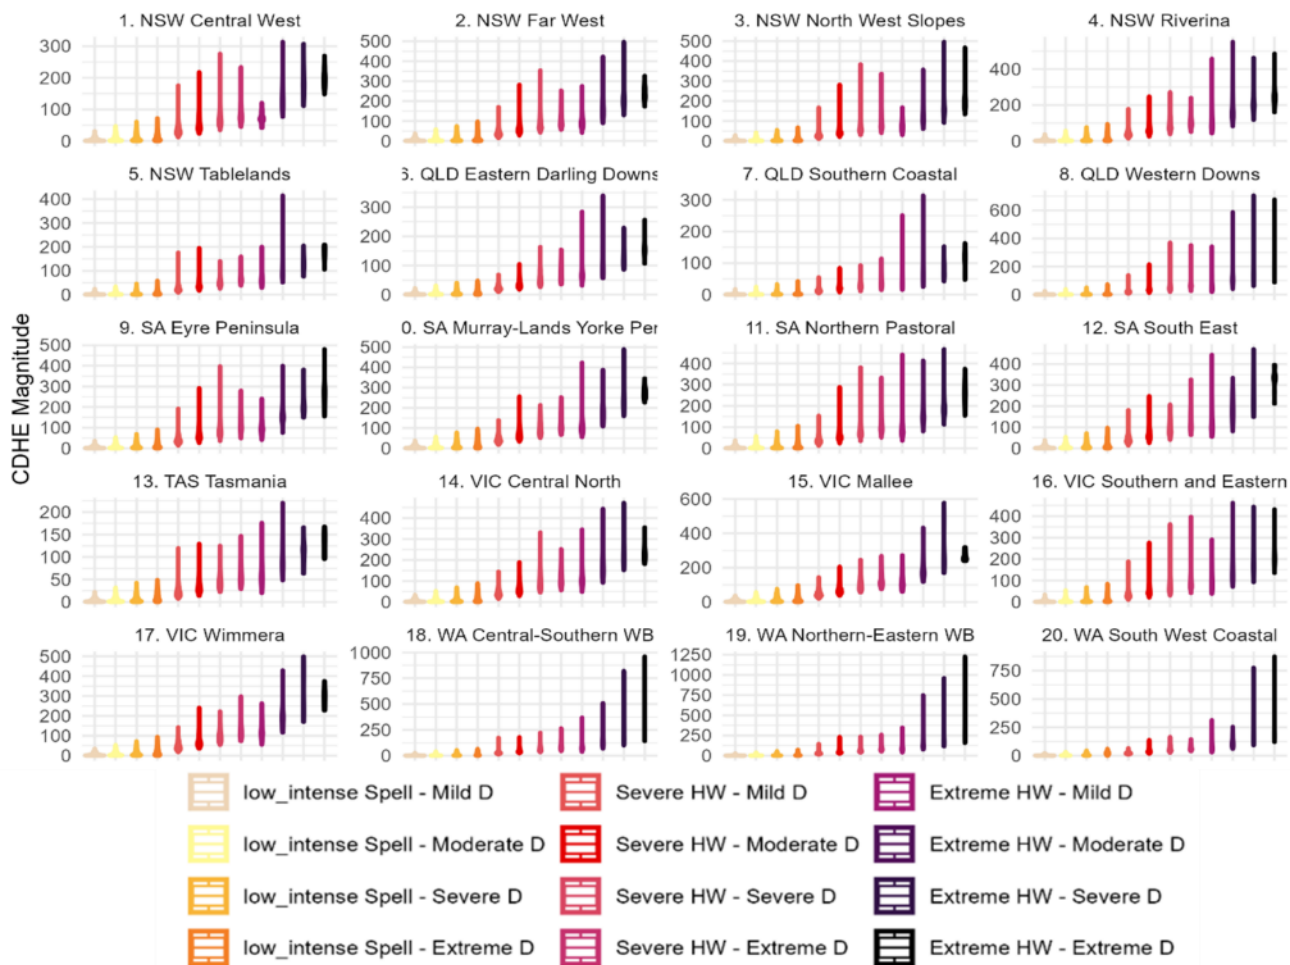 1. NSW Central West 2. NSW Far West 3. NSW North West Slopes 4. NSW Riverina
300 500 500
200 400 400 400
100 300 300 200
0 200 200 0
100 100
0 0
5. NSW Tablelands 6. QLD Eastern Darling Downs 7. QLD Southern Coastal 8. QLD Western Downs
400 300 300 600
300 200 200 400
200 100 100 200
100 0 0 0
0
9. SA Eyre Peninsula 0. SA Murray-Lands Yorke Per 11. SA Northern Pastoral 12. SA South East
500 500 400 400
400 400 300 300
300 300 200 200
200 200 100 100
100 100 0 0
0 0
CDHE Magnitude
13. TAS Tasmania 14. VIC Central North 15. VIC Mallee 16. VIC Southern and Eastern
200 400 600 400
150 300 400 300
100 200 200 200
50 100 0 100
0 0 0
17. VIC Wimmera 18. WA Central-Southern WB 19. WA Northern-Eastern WB 20. WA South West Coastal
500 1000 1250 750
400 750 1000 500
300 500 750 250
200 250 500 0
100 0 250
0 0
low_intense Spell - Mild D Severe HW - Mild D Extreme HW - Mild D
low_intense Spell - Moderate D Severe HW - Moderate D Extreme HW - Moderate D
low_intense Spell - Severe D Severe HW - Severe D Extreme HW - Severe D
low_intense Spell - Extreme D Severe HW - Extreme D Extreme HW - Extreme D